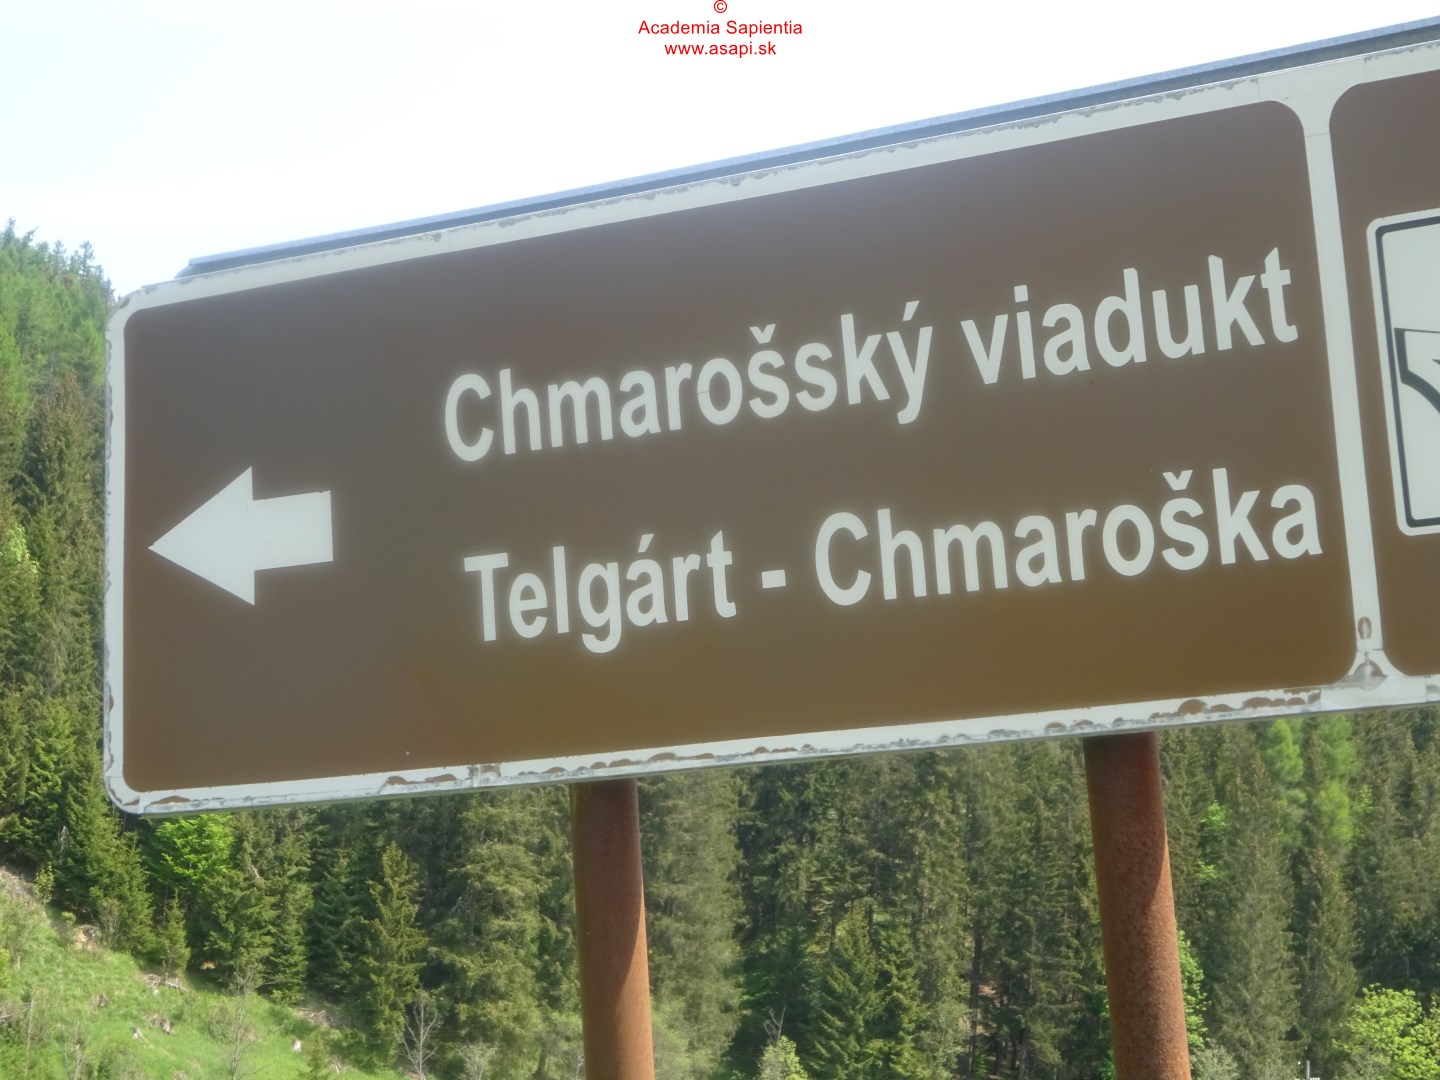 ©
Academia Sapientia
www.asapi.sk
Chmarošský viadukt
Telgárt - Chmaroška